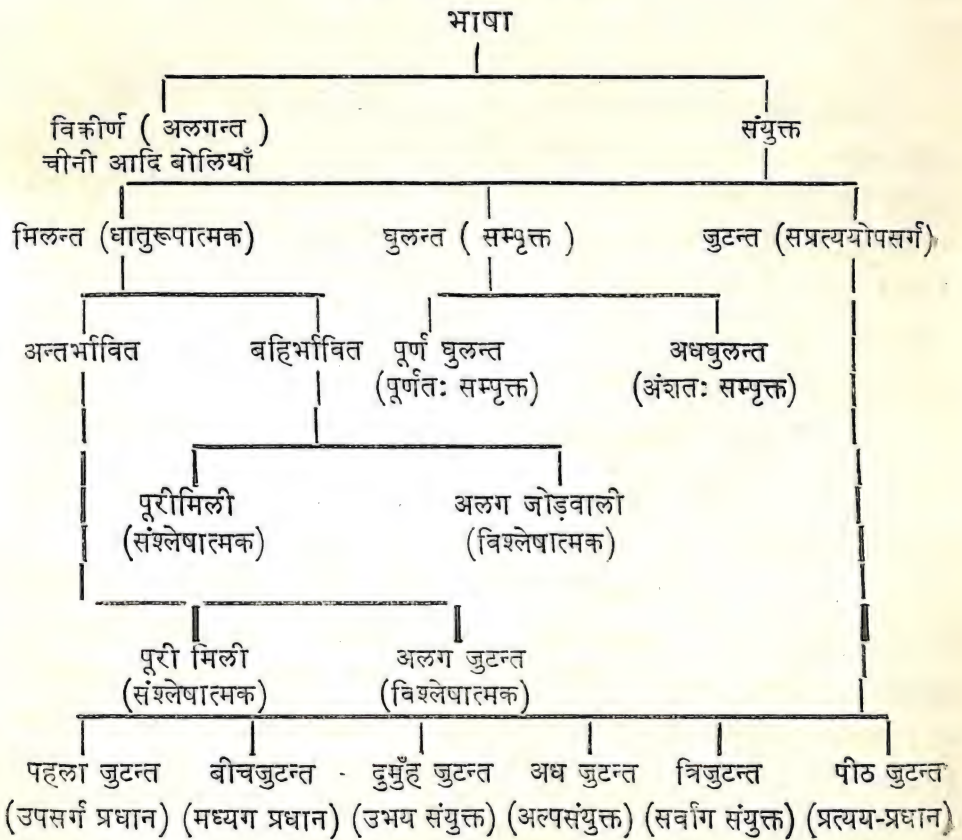 भाषा
विकीर्ण ( अलगन्त )
चीनी आदि बोलियाँ
संयुक्त
मिलन्त (धातुरूपात्मक)
घुलन्त ( सम्पृक्त )
जुटन्त (सप्रत्ययोपसर्ग)
अन्तर्भावित
बहिर्भावित
पूर्ण घुलन्त
(पूर्णतः सम्पृक्त)
अधघुलन्त
(अंशतः सम्पृक्त)
पूरीमिली
(संश्लेषात्मक)
अलग जोड़वाली
(विश्लेषात्मक)
पूरी मिली
(संश्लेषात्मक)
अलग जुटन्त
(विश्लेषात्मक)
पहला जुटन्त
(उपसर्ग प्रधान)
बीचजुटन्त
(मध्यग प्रधान)
दुमुँह जुटन्त
(उभय संयुक्त)
अध जुटन्त
(अल्पसंयुक्त)
त्रिजुटन्त
(सर्वांग संयुक्त)
पीठ जुटन्त
(प्रत्यय-प्रधान)